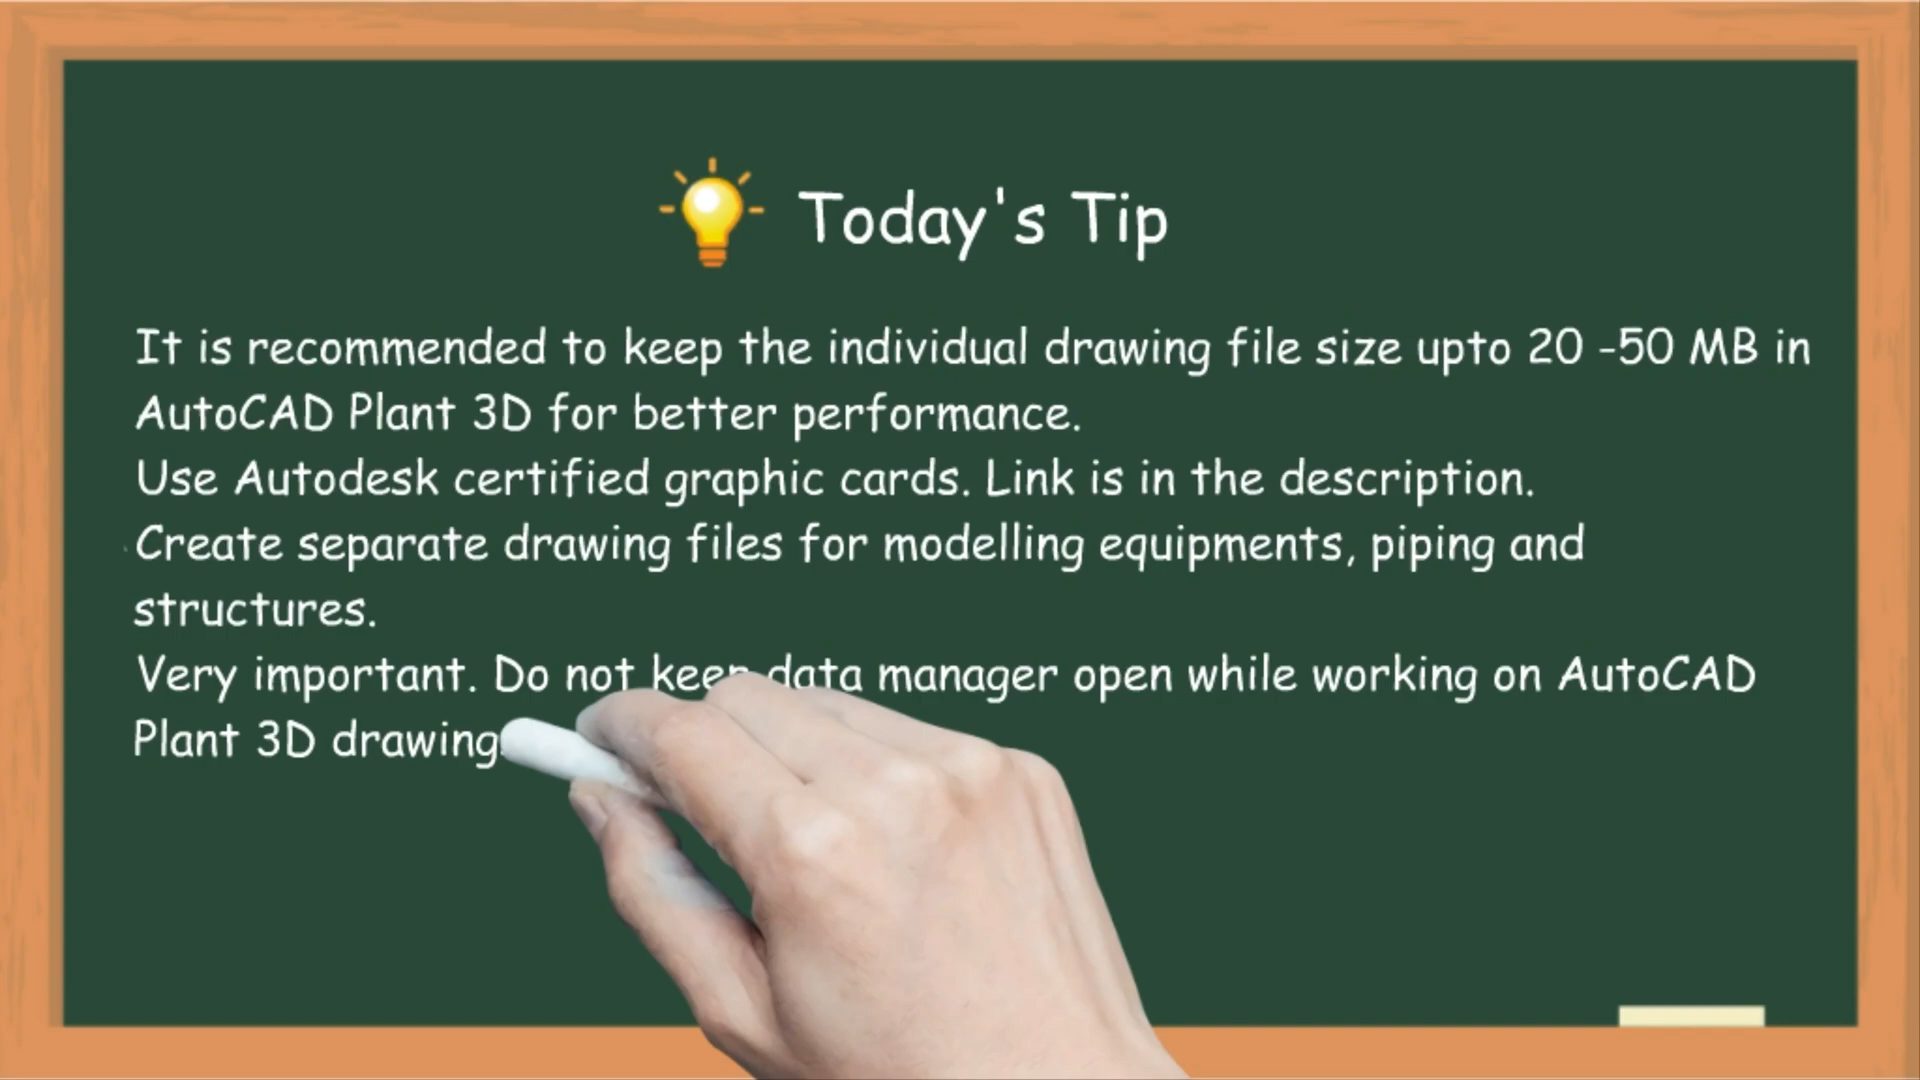 Today's Tip
It is recommended to keep the individual drawing file size upto 20 -50 MB in
AutoCAD Plant 3D for better performance.
Use Autodesk certified graphic cards. Link is in the description.
Create separate drawing files for modelling equipments, piping and
structures.
Very important. Do not keep data manager open while working on AutoCAD
Plant 3D drawing